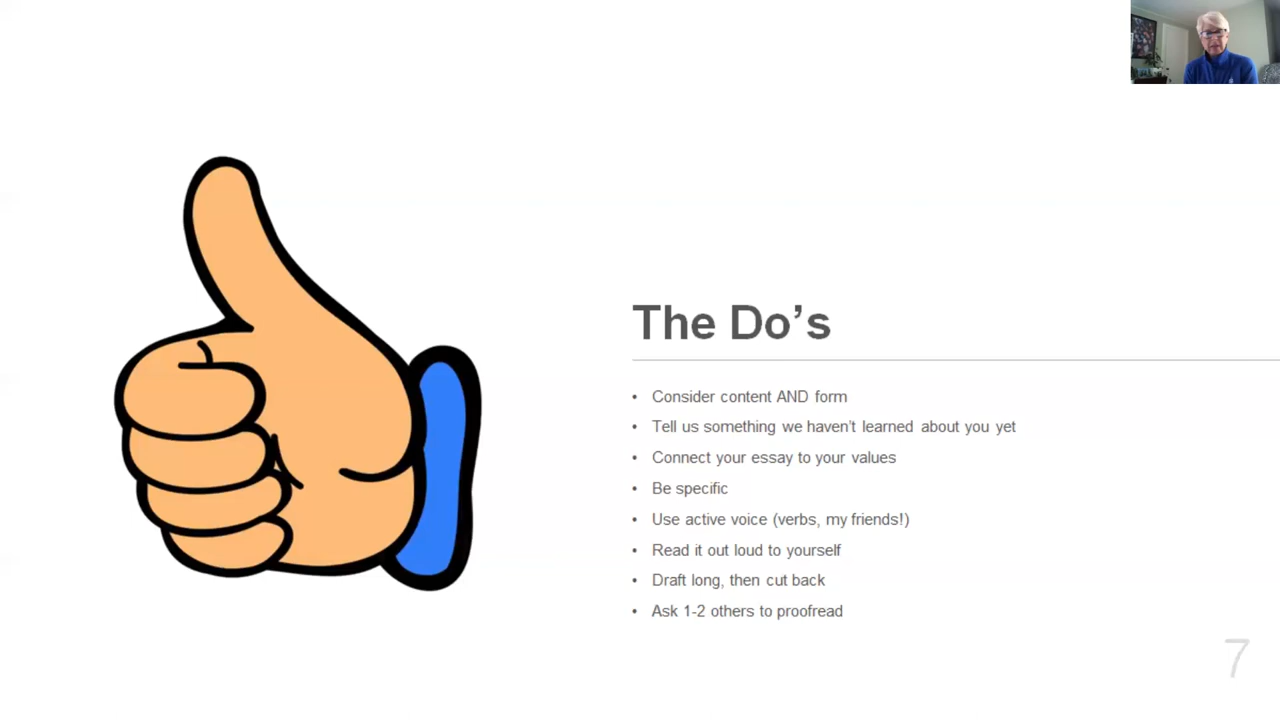 The Do’s
• Consider content AND form
• Tell us something we haven’t learned about you yet
• Connect your essay to your values
• Be specific
• Use active voice (verbs, my friends!)
• Read it out loud to yourself
• Draft long, then cut back
• Ask 1-2 others to proofread
7